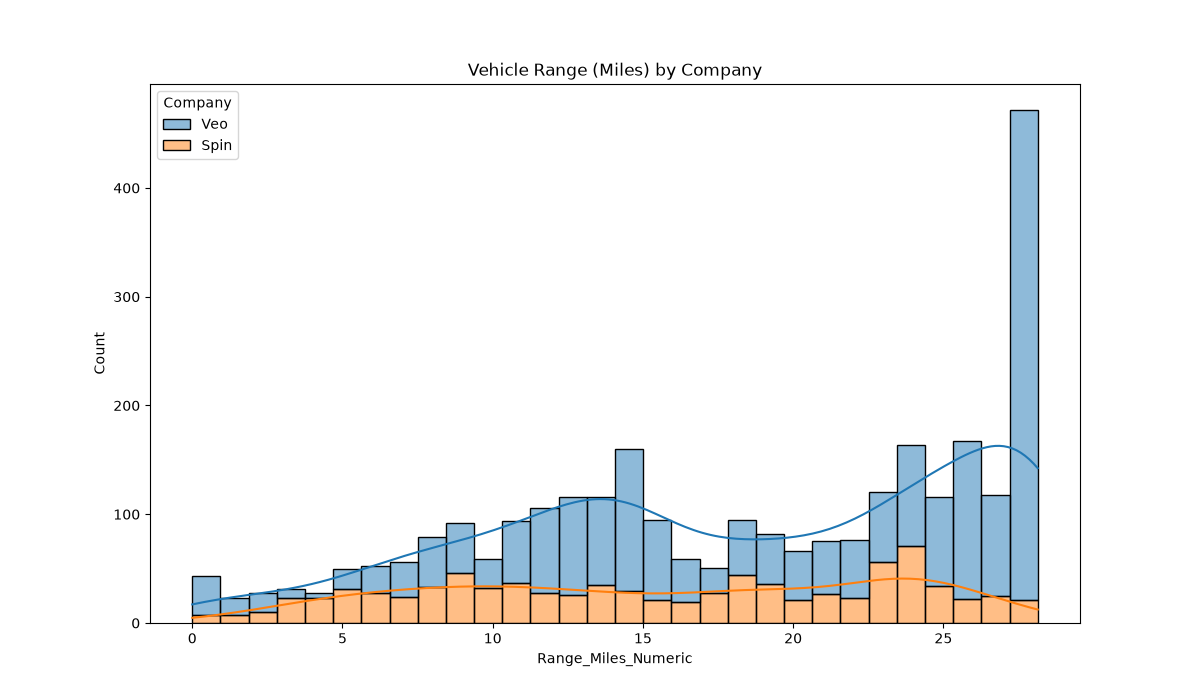 Vehicle Range (Miles) by Company
Company
Veo
Spin
400
300
200
100
0
Count
0 5 10 15 20 25
Range_Miles_Numeric